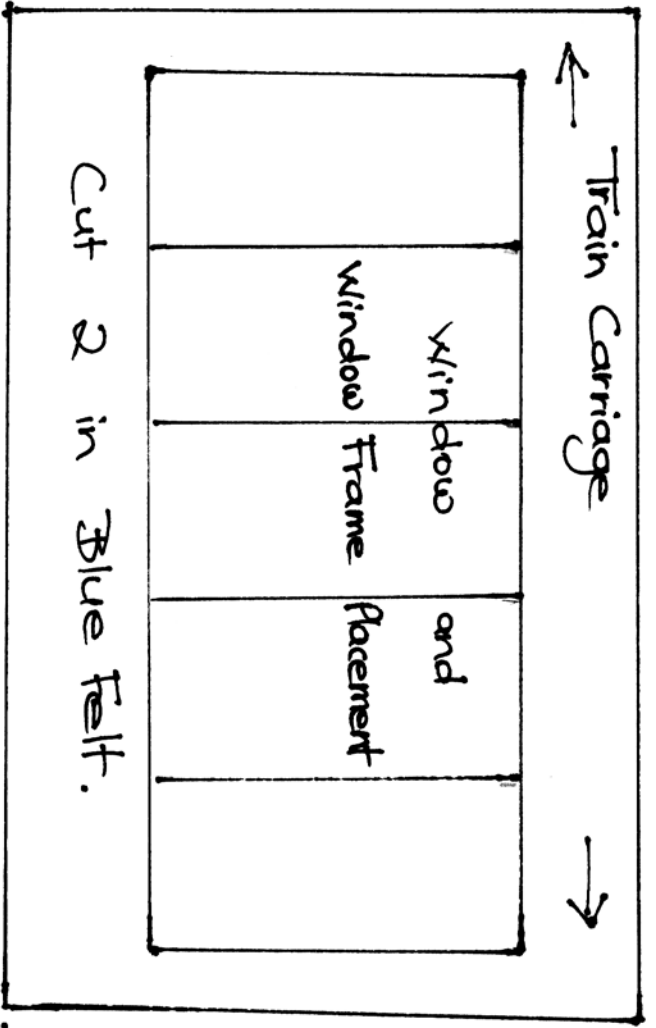 Train Carriage
Window and
Window Frame Placement
Cut 2 in Blue Felt.